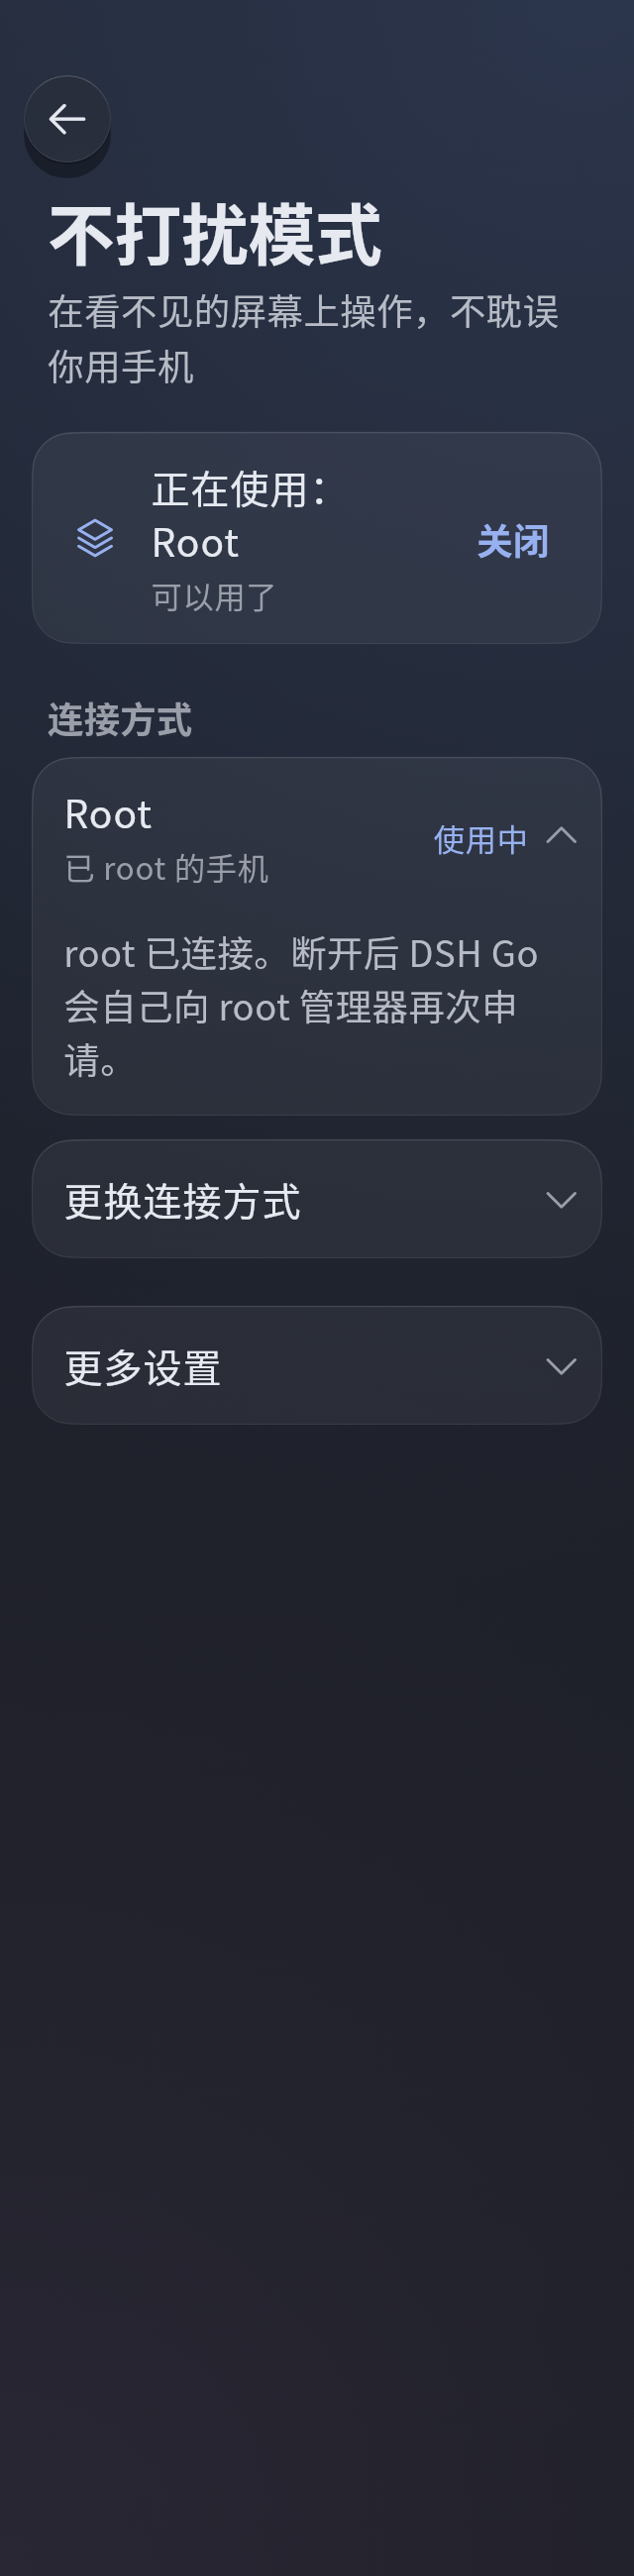 不打扰模式
在看不见的屏幕上操作，不耽误
你用手机
正在使用：
Root
可以用了
关闭
连接方式
Root
已 root 的手机
使用中
root 已连接。断开后 DSH Go
会自己向 root 管理器再次申
请。
更换连接方式
更多设置